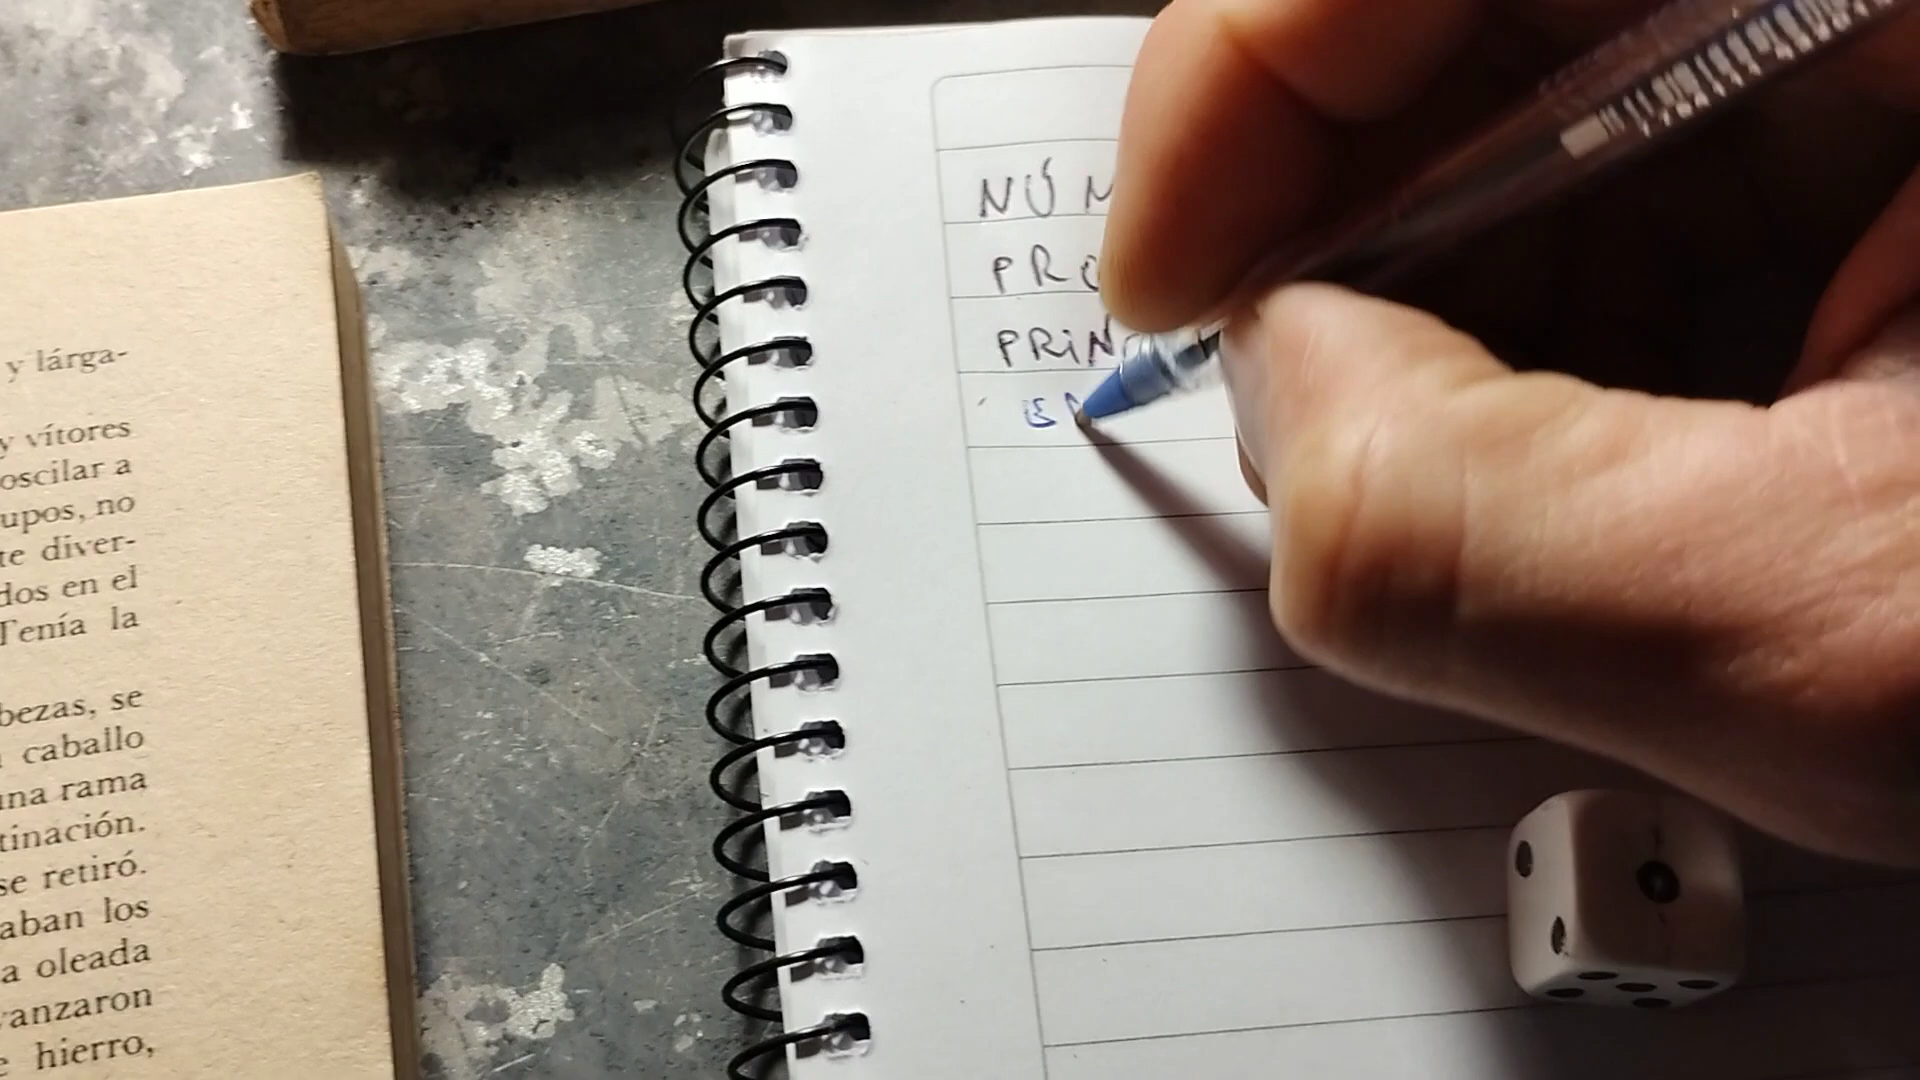 y lárga-
y vítores
oscilar a
upos, no
te diver-
dos en el
Tenía la
bezas, se
caballo
una rama
tinación.
se retiró.
aban los
a oleada
vanzaron
e hierro,
NÚM
PRO
PRIN